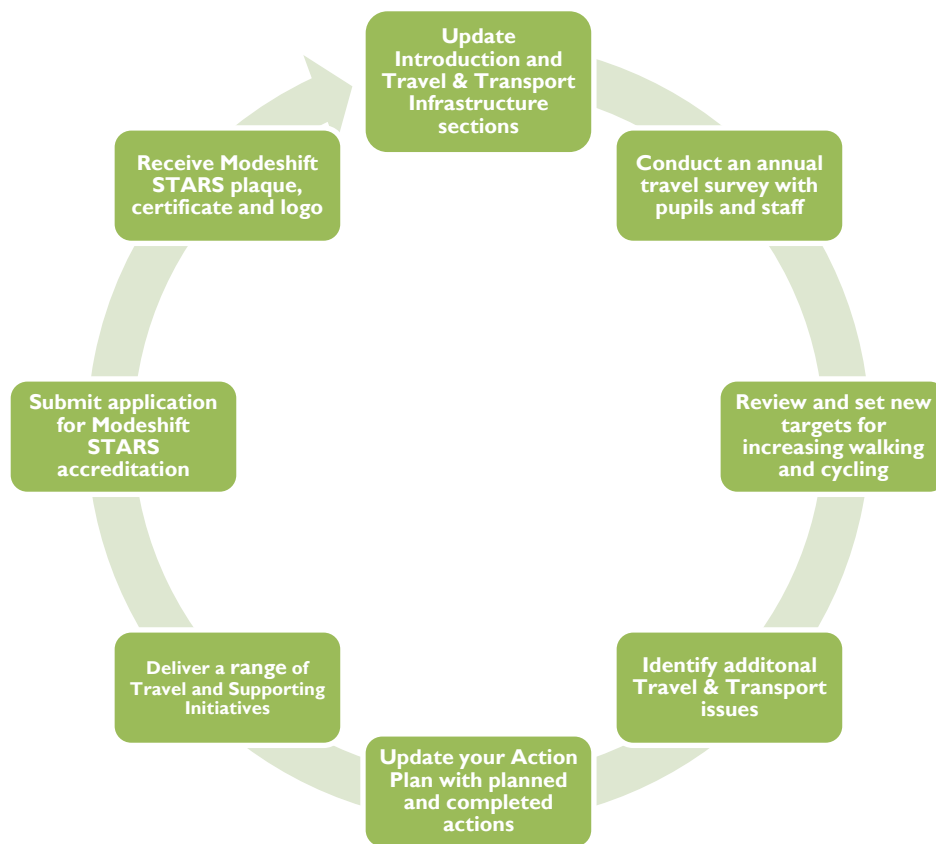 Update
Introduction and
Travel & Transport
Infrastructure
sections
Conduct an annual
travel survey with
pupils and staff
Review and set new
targets for
increasing walking
and cycling
Identify additonal
Travel & Transport
issues
Update your Action
Plan with planned
and completed
actions
Deliver a range of
Travel and Supporting
Initiatives
Submit application
for Modeshift
STARS
accreditation
Receive Modeshift
STARS plaque,
certificate and logo